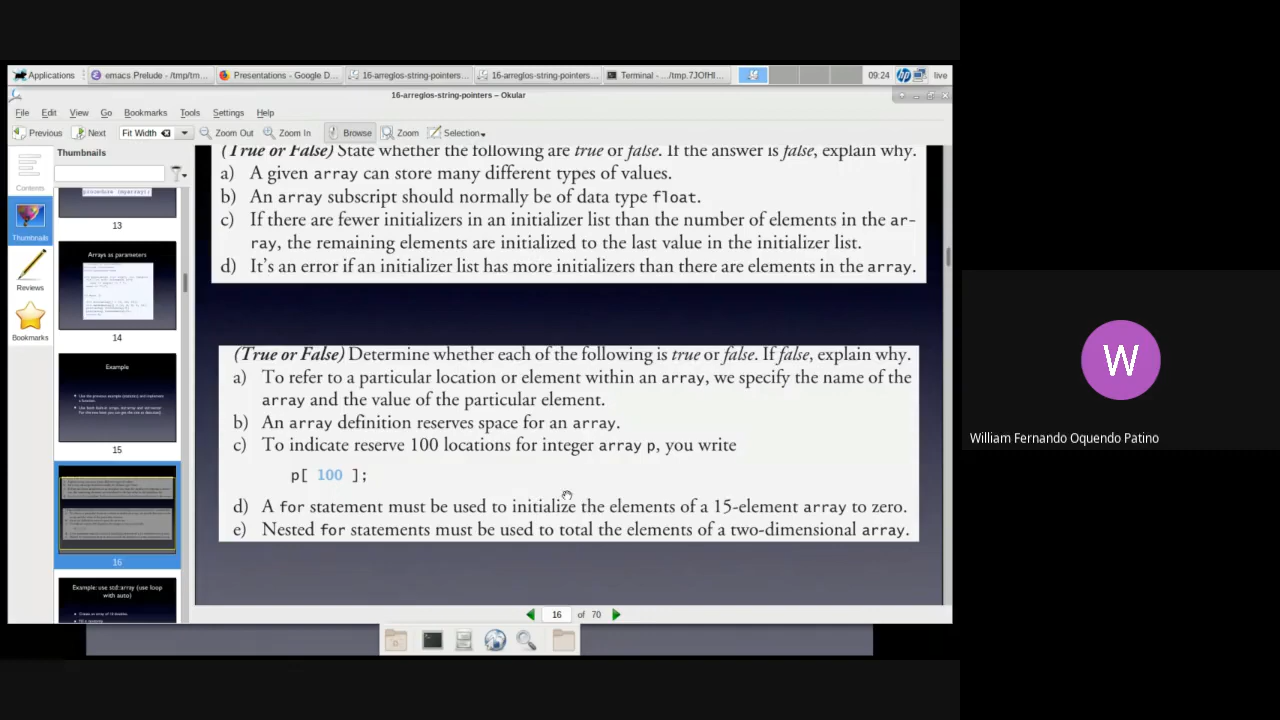 Applications
emacs Prelude - /tmp/tm...
Presentations - Google D...
16-arreglos-string-pointers...
16-arreglos-string-pointers...
Terminal - .../tmp.7JOfHI...
09:24
hp
live
16-arreglos-string-pointers – Okular
File Edit View Go Bookmarks Tools Settings Help
Previous Next Fit Width Zoom Out Zoom In Browse Zoom Selection
Contents
Thumbnails
Reviews
Bookmarks
Thumbnails
13
Arrays as parameters
14
Example
15
16
Example: use std::array (use loop
with auto)
(True or False) State whether the following are true or false. If the answer is false, explain why.
a) A given array can store many different types of values.
b) An array subscript should normally be of data type float.
c) If there are fewer initializers in an initializer list than the number of elements in the ar-
ray, the remaining elements are initialized to the last value in the initializer list.
d) It's an error if an initializer list has more initializers than there are elements in the array.
(True or False) Determine whether each of the following is true or false. If false, explain why.
a) To refer to a particular location or element within an array, we specify the name of the
array and the value of the particular element.
b) An array definition reserves space for an array.
c) To indicate reserve 100 locations for integer array p, you write
p[ 100 ];
d) A for statement must be used to initialize the elements of a 15-element array to zero.
e) Nested for statements must be used to total the elements of a two-dimensional array.
16 of 70
W
William Fernando Oquendo Patino